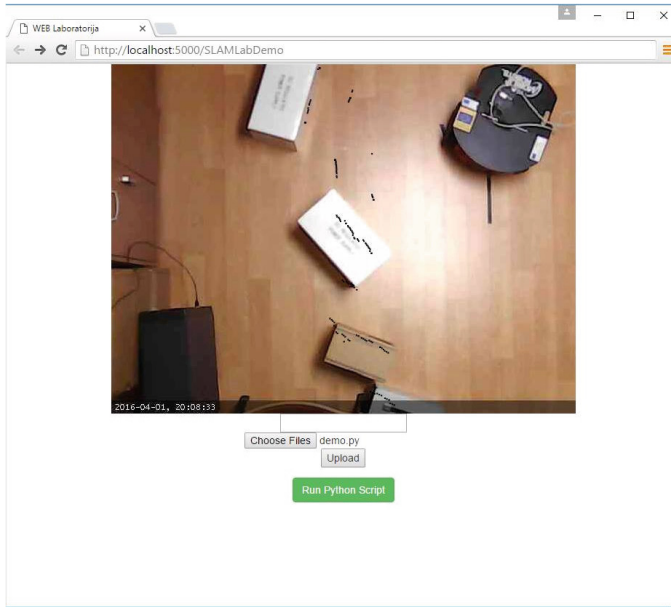 WEB Laboratorija
http://localhost:5000/SLAMLabDemo
2016-04-01, 20:08:33
Choose Files demo.py
Upload
Run Python Script